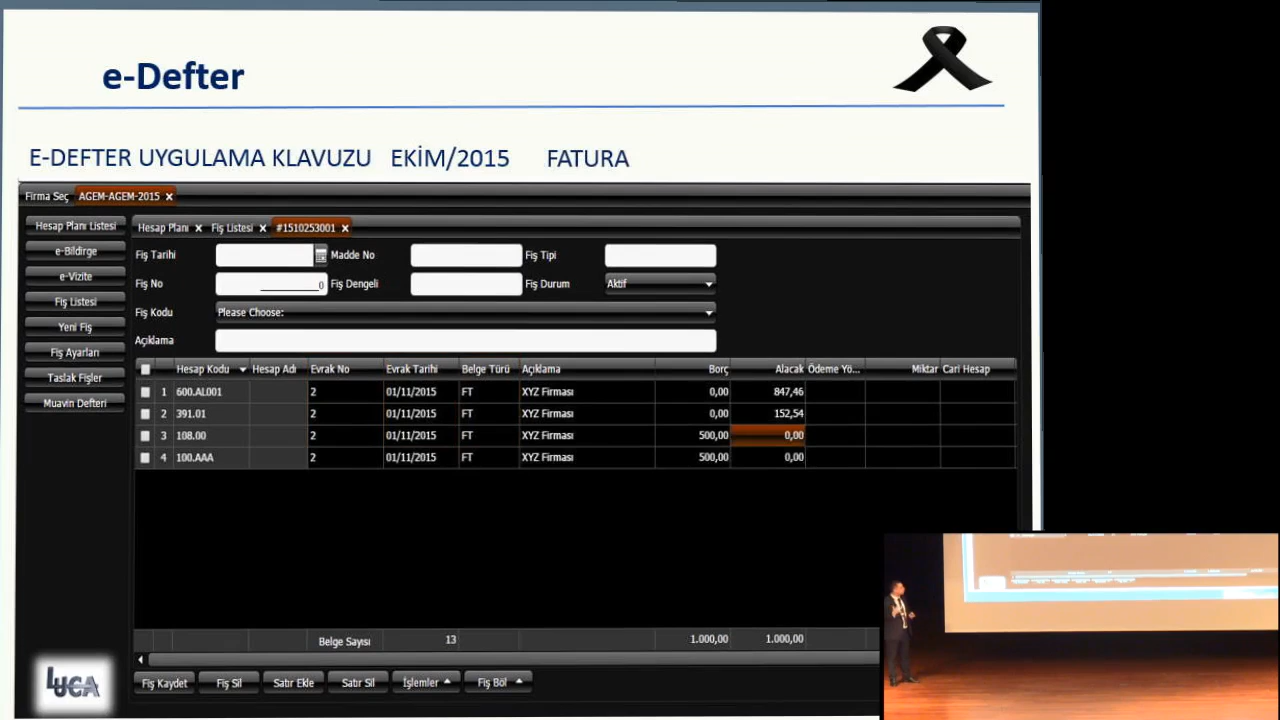 e-Defter
E-DEFTER UYGULAMA KLAVUZU EKİM/2015 FATURA
Firma Seç AGEM-AGEM-2015 x
Hesap Planı Listesi
e-Bildirge
e-Vizite
Fiş Listesi
Yeni Fiş
Fiş Ayarları
Taslak Fişler
Muavin Defteri
Hesap Planı x Fiş Listesi x #1510253001 x
Fiş Tarihi Madde No Fiş Tipi
Fiş No 0 Fiş Dengeli Fiş Durum Aktif
Fiş Kodu Please Choose:
Açıklama
Hesap Kodu Hesap Adı Evrak No Evrak Tarihi Belge Türü Açıklama Borç Alacak Ödeme Yö... Miktar Cari Hesap
1 600.AL001 2 01/11/2015 FT XYZ Firması 0,00 847,46
2 391.01 2 01/11/2015 FT XYZ Firması 0,00 152,54
3 108.00 2 01/11/2015 FT XYZ Firması 500,00 0,00
4 100.AAA 2 01/11/2015 FT XYZ Firması 500,00 0,00
Belge Sayısı 13 1.000,00 1.000,00
Fiş Kaydet Fiş Sil Satır Ekle Satır Sil İşlemler Fiş Böl
LUCA